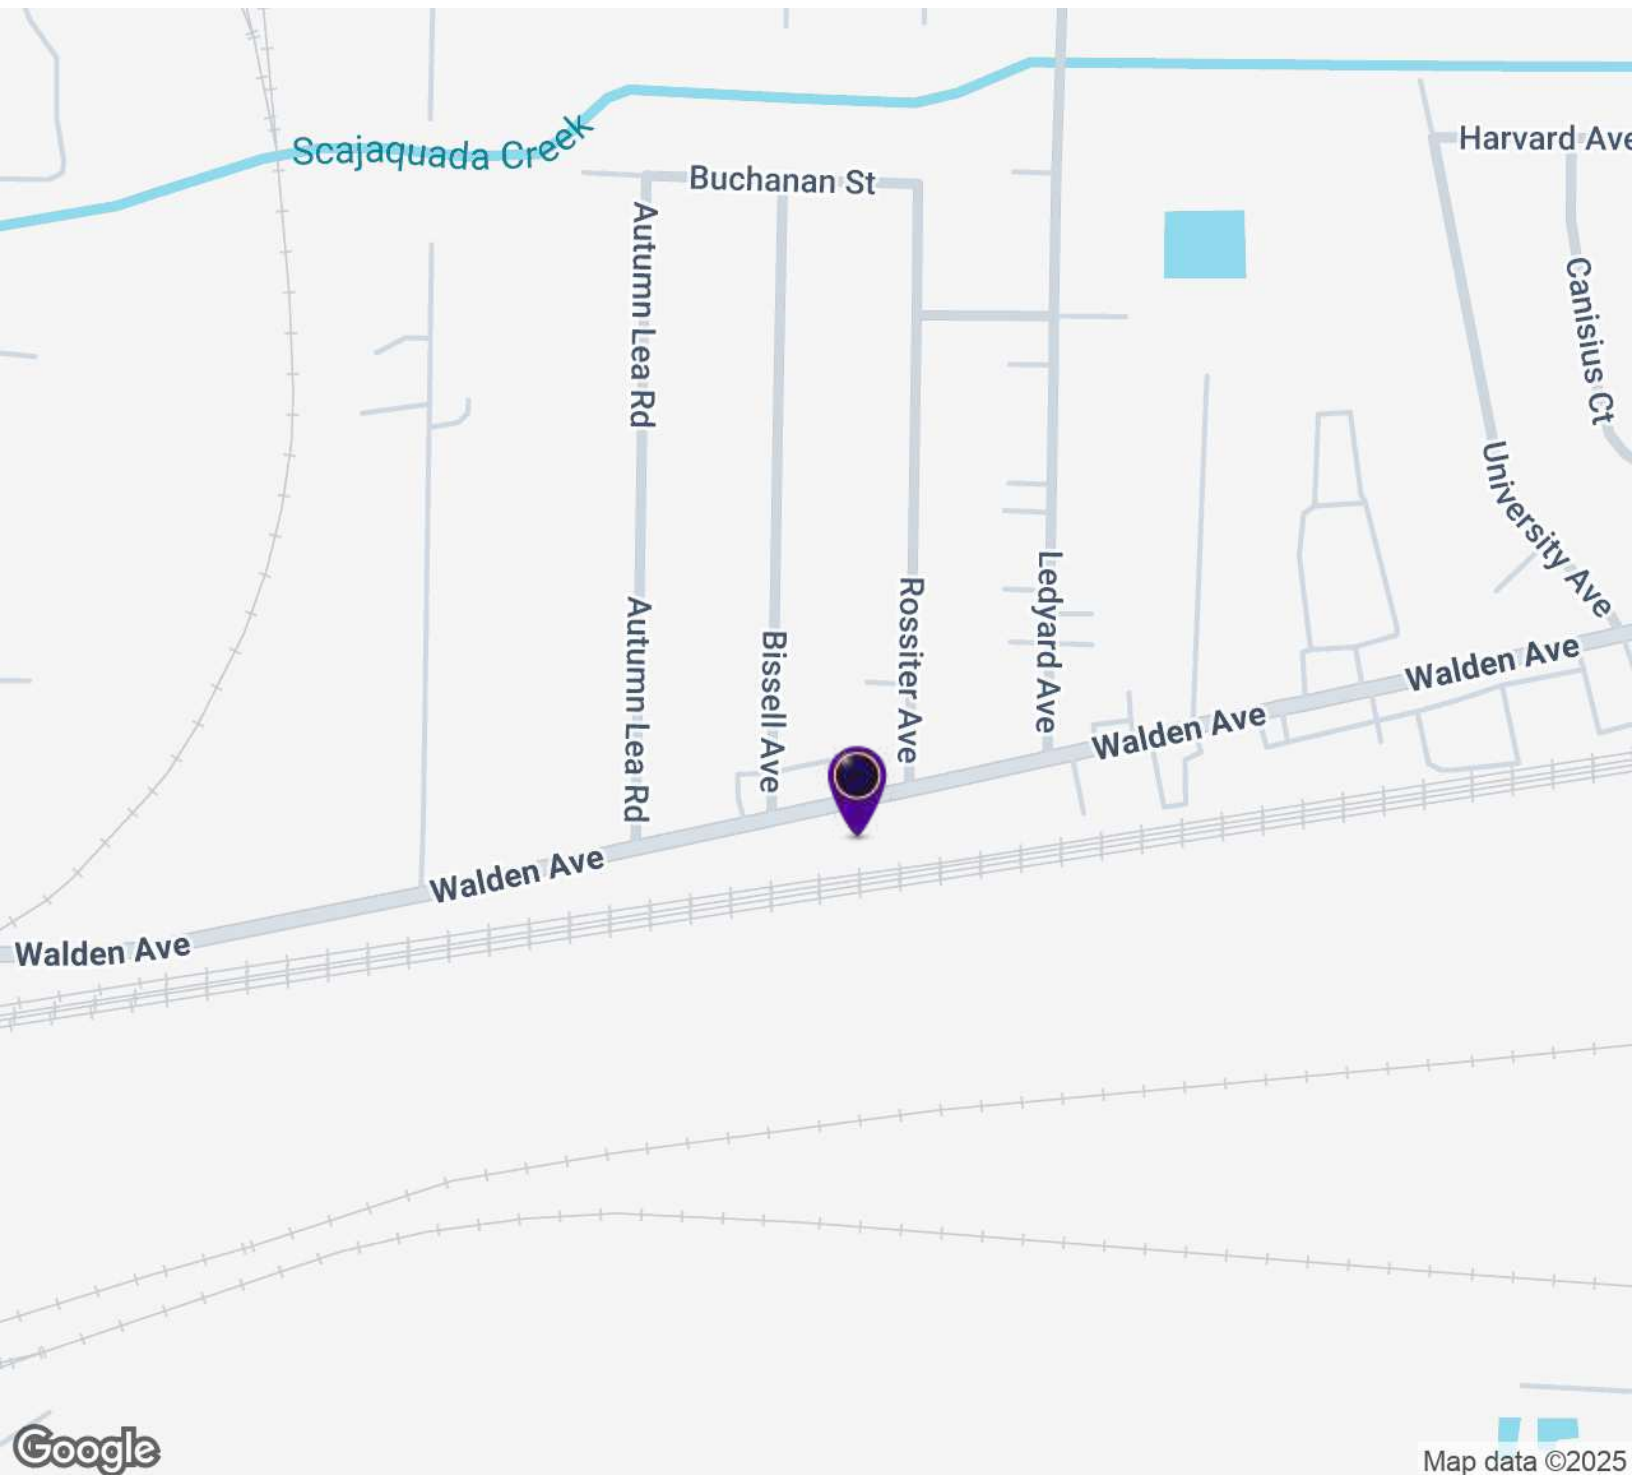 Scajaquada Creek
Harvard Ave
Buchanan St
Autumn Lea Rd
Canisius Ct
University Ave
Ledyard Ave
Rossiter Ave
Autumn Lea Rd
Bissell Ave
Walden Ave
Walden Ave
Walden Ave
Walden Ave
Google
Map data ©2025